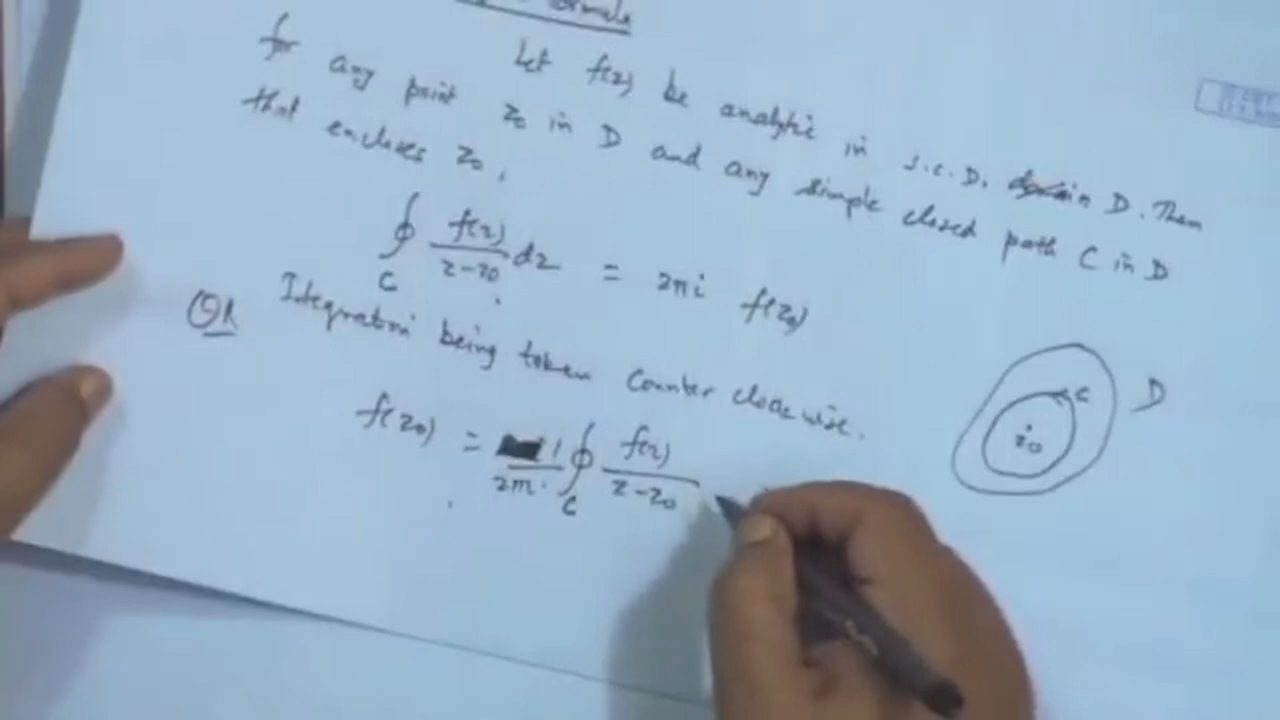 Formula
Let f(z) be analytic in s.c.D. domain D. Then
for any point z0 in D and any simple closed path C in D
that encloses z0,
∮C f(z)/(z-z0) dz = 2πi f(z0)
Integration being taken counter clockwise.
OR
f(z0) = 1/2πi ∮C f(z)/(z-z0)
D
C
z0